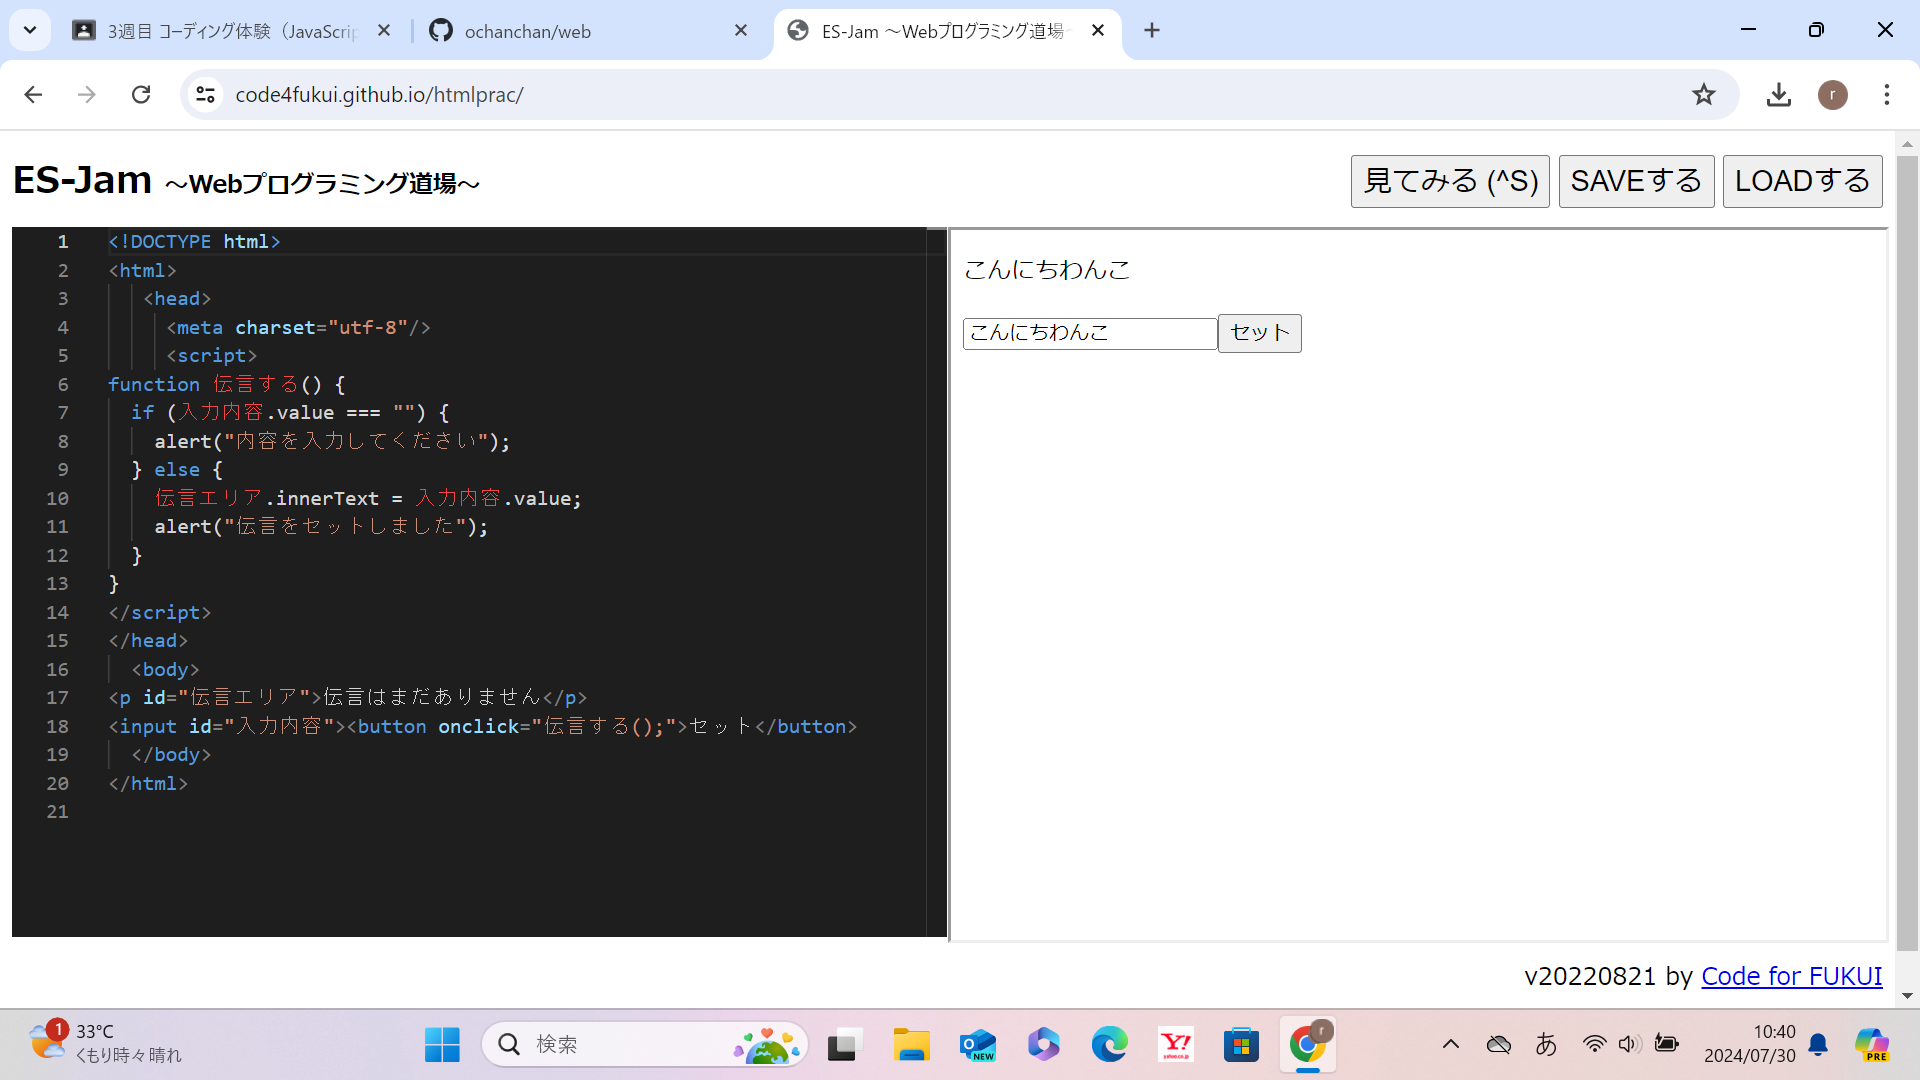 3週目 コーディング体験（JavaScrip
ochanchan/web
ES-Jam ～Webプログラミング道場～
code4fukui.github.io/htmlprac/
r
ES-Jam ～Webプログラミング道場～
見てみる (^S)
SAVEする
LOADする
1 <!DOCTYPE html>
2 <html>
3 <head>
4 <meta charset="utf-8"/>
5 <script>
6 function 伝言する() {
7 if (入力内容.value === "") {
8 alert("内容を入力してください");
9 } else {
10 伝言エリア.innerText = 入力内容.value;
11 alert("伝言をセットしました");
12 }
13 }
14 </script>
15 </head>
16 <body>
17 <p id="伝言エリア">伝言はまだありません</p>
18 <input id="入力内容"><button onclick="伝言する();">セット</button>
19 </body>
20 </html>
21
こんにちわんこ
こんにちわんこ
セット
v20220821 by Code for FUKUI
1
33°C
くもり時々晴れ
検索
O NEW
Y!
yahoo.co.jp
r
あ
10:40
2024/07/30
PRE